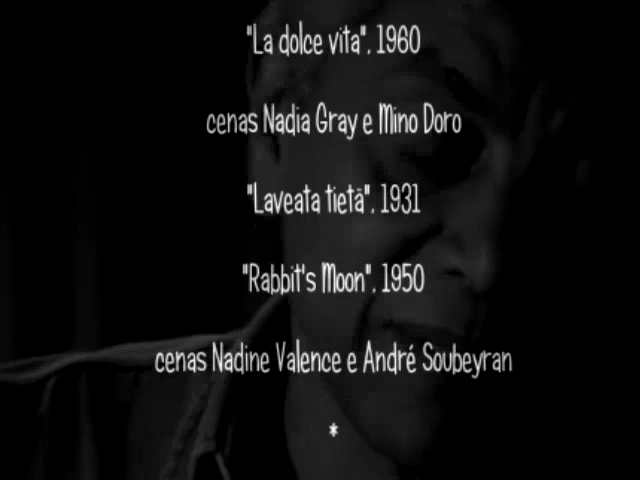 "La dolce vita", 1960
cenas Nadia Gray e Mino Doro
"Laveata tietä", 1931
"Rabbit's Moon", 1950
cenas Nadine Valence e André Soubeyran
*